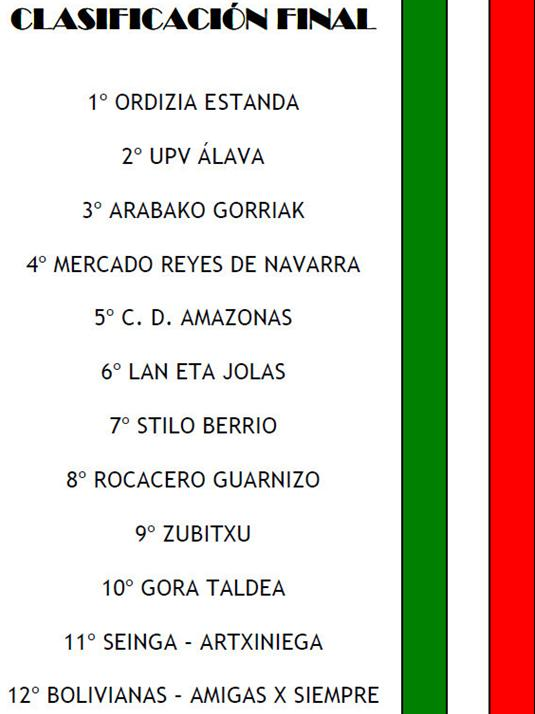 CLASIFICACIÓN FINAL
1º ORDIZIA ESTANDA
2º UPV ÁLAVA
3º ARABAKO GORRIAK
4º MERCADO REYES DE NAVARRA
5º C. D. AMAZONAS
6º LAN ETA JOLAS
7º STILO BERRIO
8º ROCACERO GUARNIZO
9º ZUBITXU
10º GORA TALDEA
11º SEINGA - ARTXINIEGA
12º BOLIVIANAS - AMIGAS X SIEMPRE